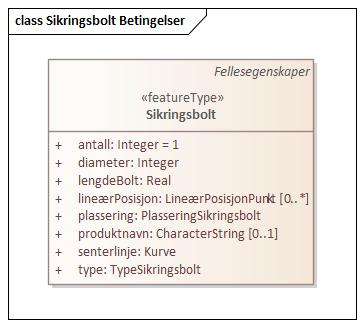 class Sikringsbolt Betingelser
Fellesegenskaper
«featureType»
Sikringsbolt
+ antall: Integer = 1
+ diameter: Integer
+ lengdeBolt: Real
+ lineærPosisjon: LineærPosisjonPunkt [0..*]
+ plassering: PlasseringSikringsbolt
+ produktnavn: CharacterString [0..1]
+ senterlinje: Kurve
+ type: TypeSikringsbolt